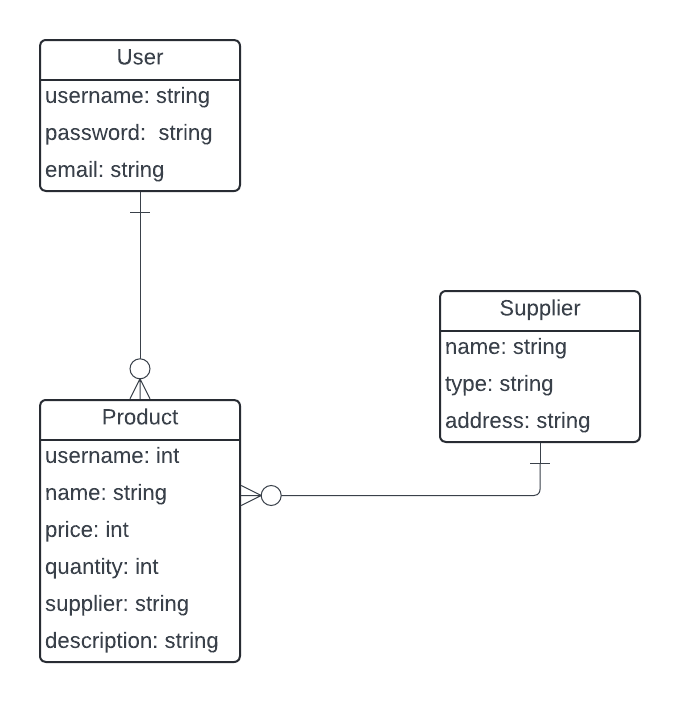 User
username: string
password:  string
email: string
Supplier
name: string
type: string
address: string
Product
username: int
name: string
price: int
quantity: int
supplier: string
description: string